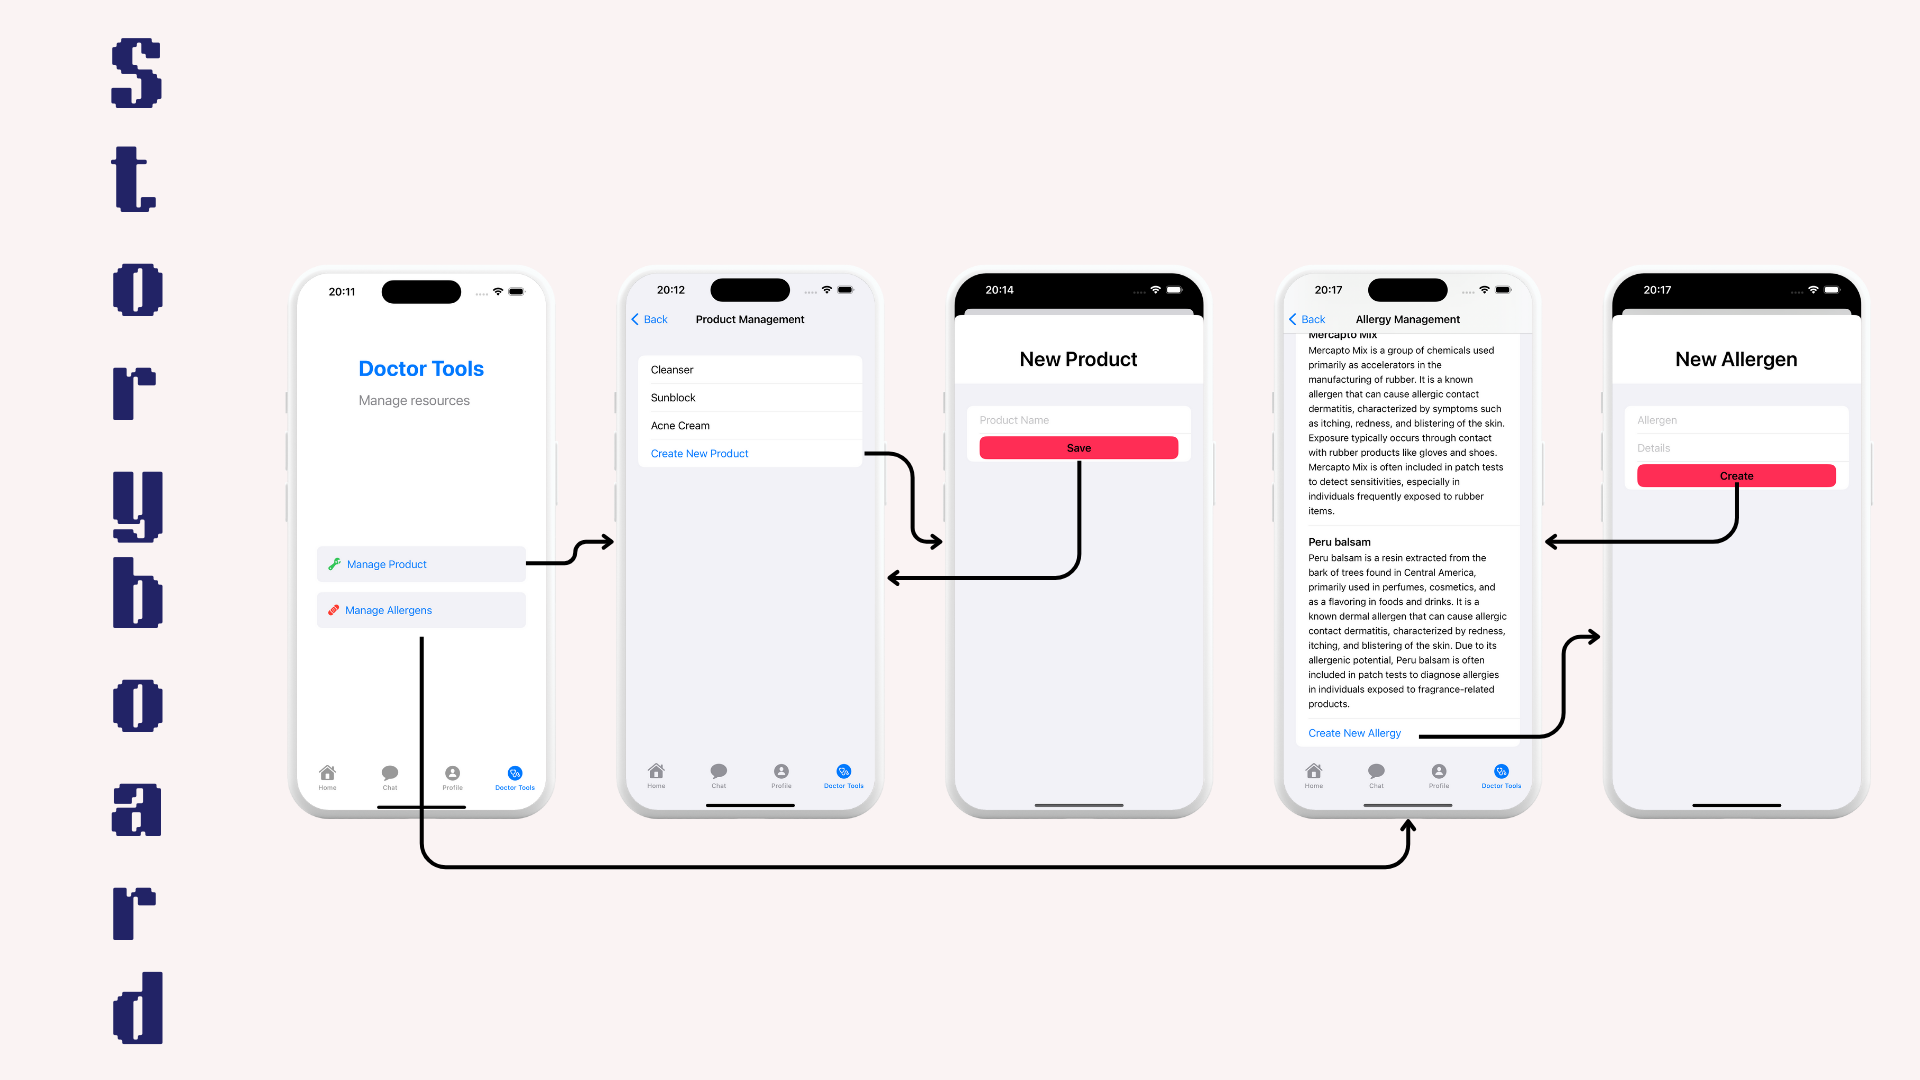 Storyboard
20:11
Doctor Tools
Manage resources
Manage Product
Manage Allergens
Home
Chat
Profile
Doctor Tools
20:12
Back
Product Management
Cleanser
Sunblock
Acne Cream
Create New Product
Home
Chat
Profile
Doctor Tools
20:14
New Product
Product Name
Save
20:17
Back
Allergy Management
Mercapto Mix
Mercapto Mix is a group of chemicals used
primarily as accelerators in the
manufacturing of rubber. It is a known
allergen that can cause allergic contact
dermatitis, characterized by symptoms such
as itching, redness, and blistering of the skin.
Exposure typically occurs through contact
with rubber products like gloves and shoes.
Mercapto Mix is often included in patch tests
to detect sensitivities, especially in
individuals frequently exposed to rubber
items.
Peru balsam
Peru balsam is a resin extracted from the
bark of trees found in Central America,
primarily used in perfumes, cosmetics, and
as a flavoring in foods and drinks. It is a
known dermal allergen that can cause allergic
contact dermatitis, characterized by redness,
itching, and blistering of the skin. Due to its
allergenic potential, Peru balsam is often
included in patch tests to diagnose allergies
in individuals exposed to fragrance-related
products.
Create New Allergy
Home
Chat
Profile
Doctor Tools
20:17
New Allergen
Allergen
Details
Create